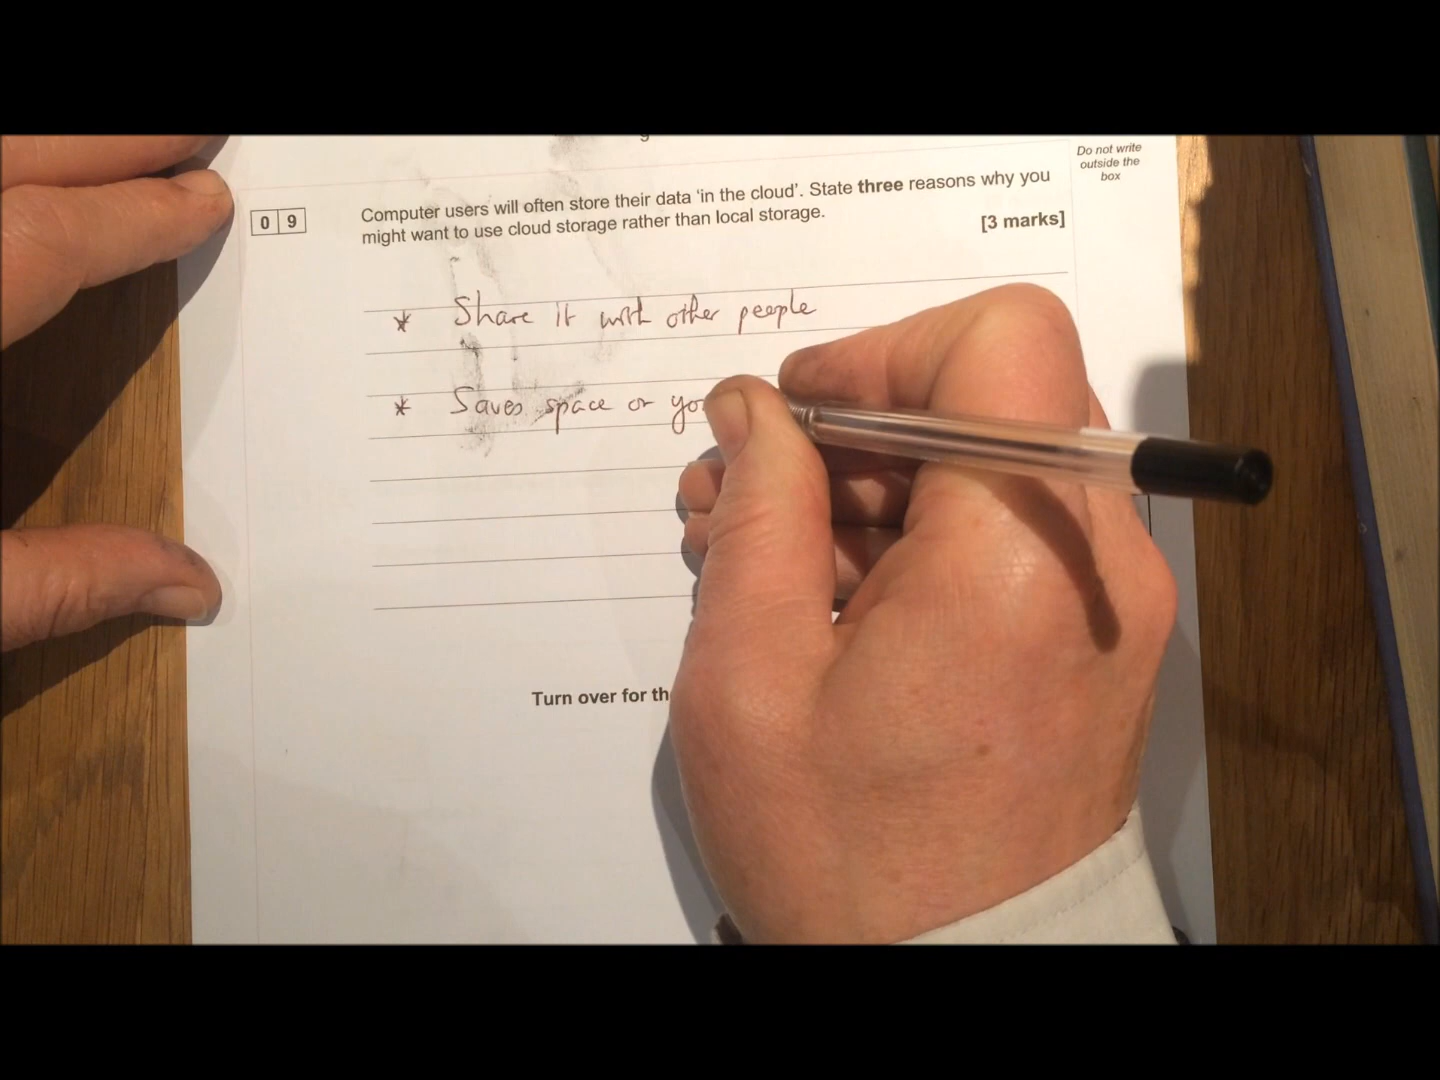 Do not write
outside the
box
0 9
Computer users will often store their data 'in the cloud'. State three reasons why you
might want to use cloud storage rather than local storage.
[3 marks]
* Share it with other people
* Saves space on you
Turn over for th